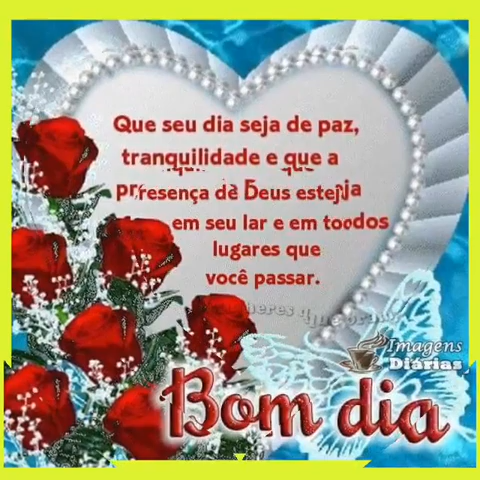 Que seu dia seja de paz,
tranquilidade e que a
presença de Deus esteja
em seu lar e em todos
lugares que
você passar.
que
Imagens
Diárias
Bom dia